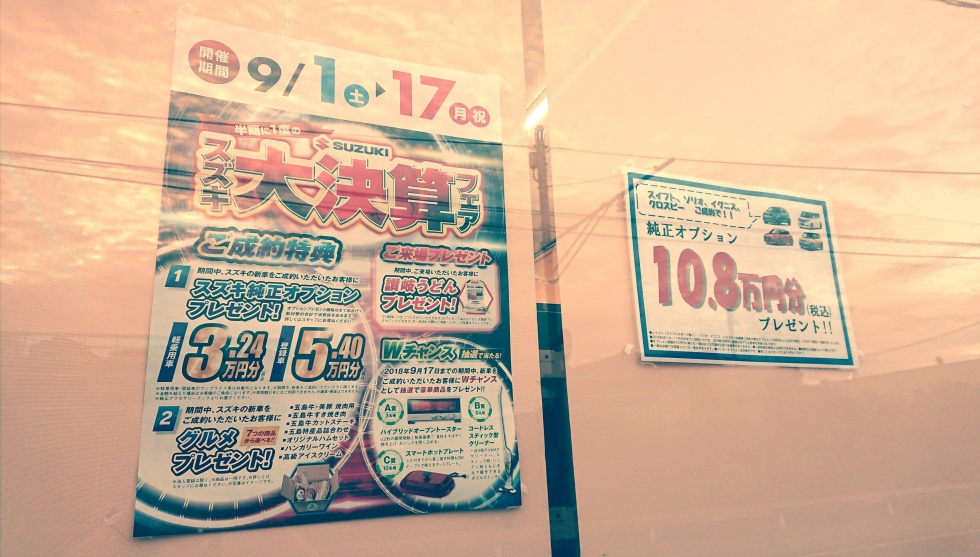 開催期間
9/1土▶17月祝
半期に1度の
SUZUKI
スズキ
大決算
フェア
ご成約特典
1
期間中、スズキの新車をご成約いただいたお客様に
スズキ純正オプション
プレゼント!
軽乗用車
3.24万円分
登録車
5.40万円分
2
期間中、スズキの新車を
ご成約いただいたお客様に
グルメ
プレゼント!
7つの商品から選べる!!
•五島牛・美豚 焼肉用
•五島牛すき焼き肉
•五島牛カットステーキ
•五島特産品詰合わせ
•オリジナルハムセット
•ハンガリーワイン
•高級アイスクリーム
ご来場プレゼント
期間中、ご来場いただいたお客様に
讃岐うどん
プレゼント!
Wチャンス 抽選で当たる!
2018年9月17日までの期間中、新車を
ご成約いただいたお客様にWチャンス
として抽選で豪華商品をプレゼント!!
A賞
ハイブリッドオーブントースター
B賞
コードレス
スティック型
クリーナー
C賞
スマートホットプレート
スイフト、ソリオ、イグニス、
クロスビー ご成約で!!
純正オプション
10.8万円分(税込)
プレゼント!!